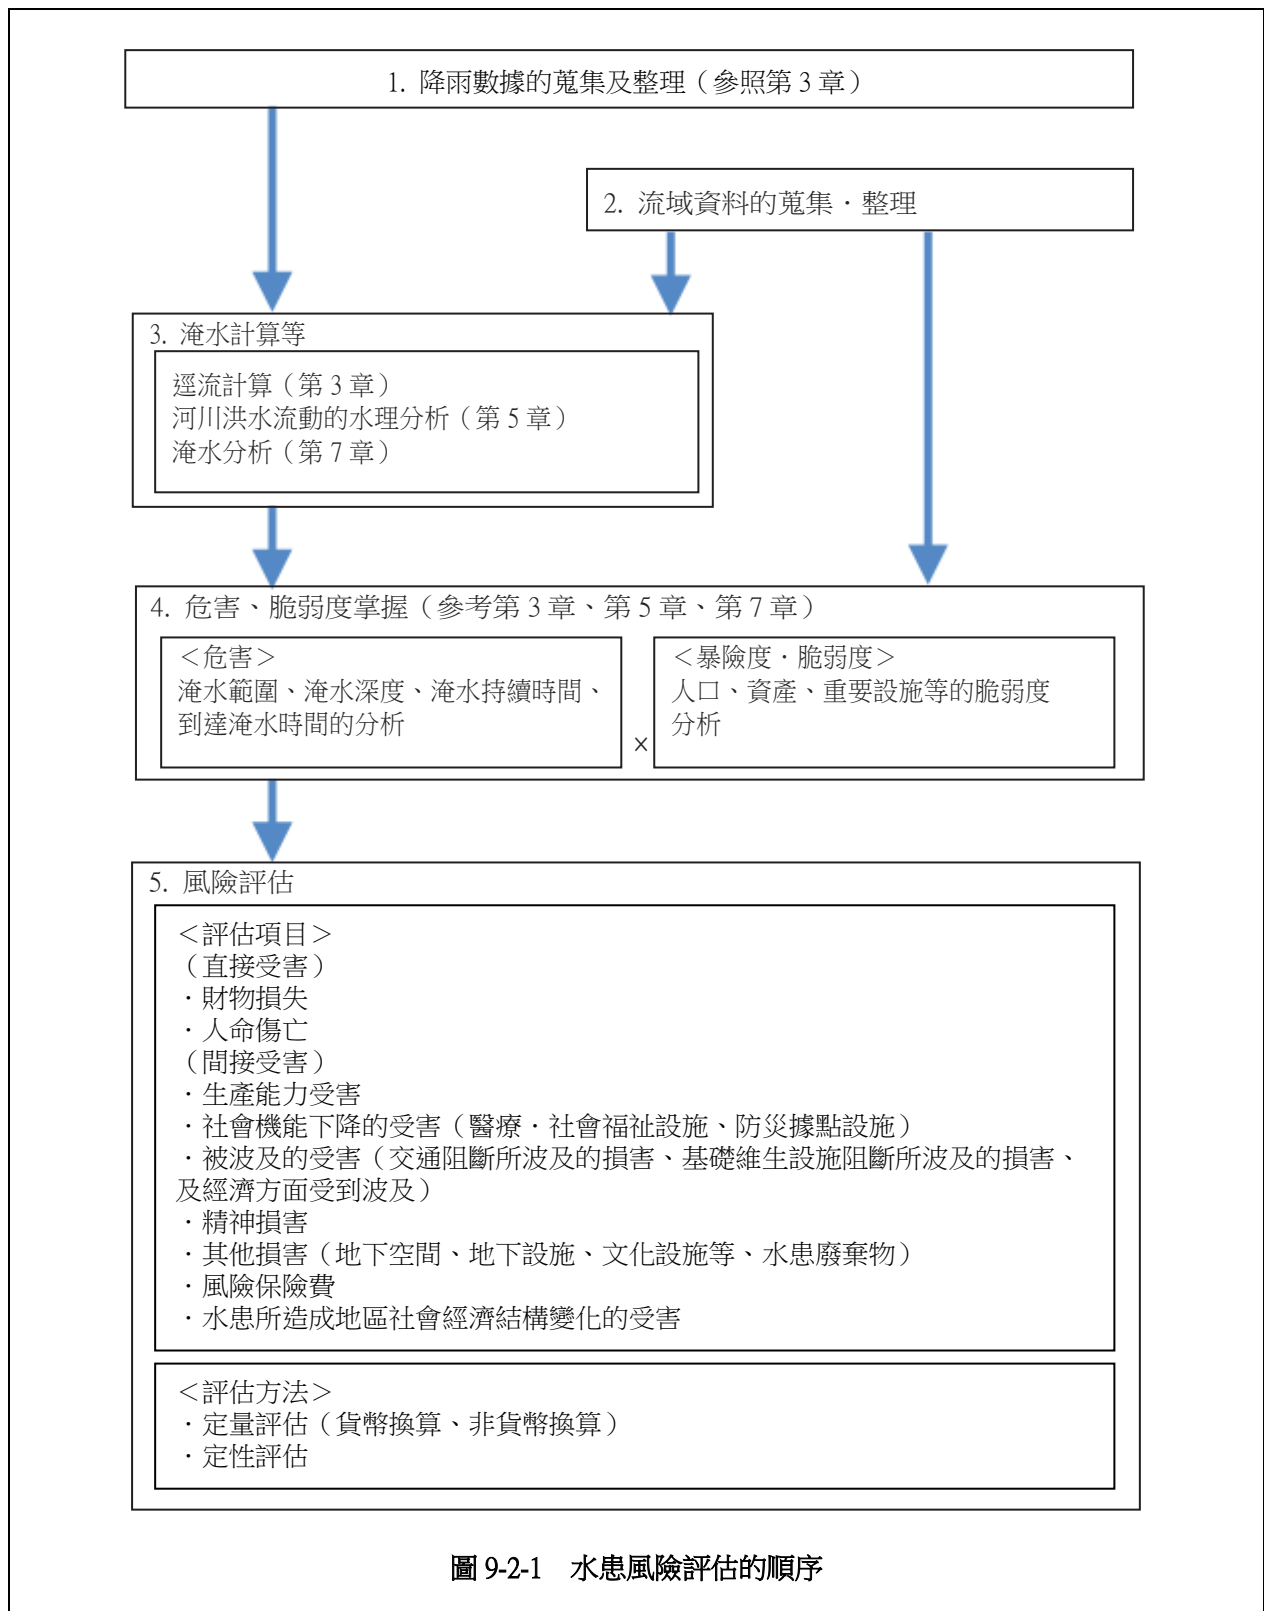 1. 降雨數據的蒐集及整理（參照第 3 章）
2. 流域資料的蒐集．整理
3. 淹水計算等
逕流計算（第 3 章）
河川洪水流動的水理分析（第 5 章）
淹水分析（第 7 章）
4. 危害、脆弱度掌握（參考第 3 章、第 5 章、第 7 章）
＜危害＞
淹水範圍、淹水深度、淹水持續時間、
到達淹水時間的分析
×
＜暴險度．脆弱度＞
人口、資產、重要設施等的脆弱度
分析
5. 風險評估
＜評估項目＞
（直接受害）
．財物損失
．人命傷亡
（間接受害）
．生產能力受害
．社會機能下降的受害（醫療．社會福祉設施、防災據點設施）
．被波及的受害（交通阻斷所波及的損害、基礎維生設施阻斷所波及的損害、
及經濟方面受到波及）
．精神損害
．其他損害（地下空間、地下設施、文化設施等、水患廢棄物）
．風險保險費
．水患所造成地區社會經濟結構變化的受害
＜評估方法＞
．定量評估（貨幣換算、非貨幣換算）
．定性評估
圖 9-2-1　水患風險評估的順序